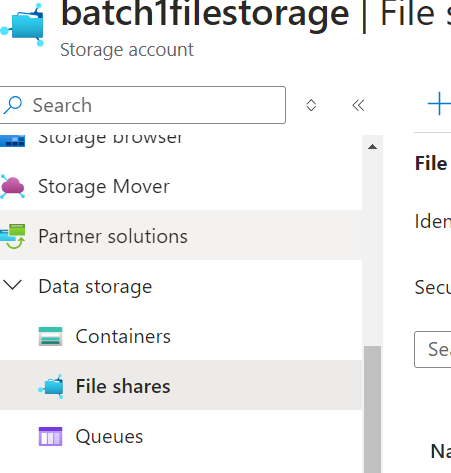 batch1filestorage | File s
Storage account
Search
Storage browser
Storage Mover
Partner solutions
Data storage
Containers
File shares
Queues
File
Iden
Secu
Sea
Na